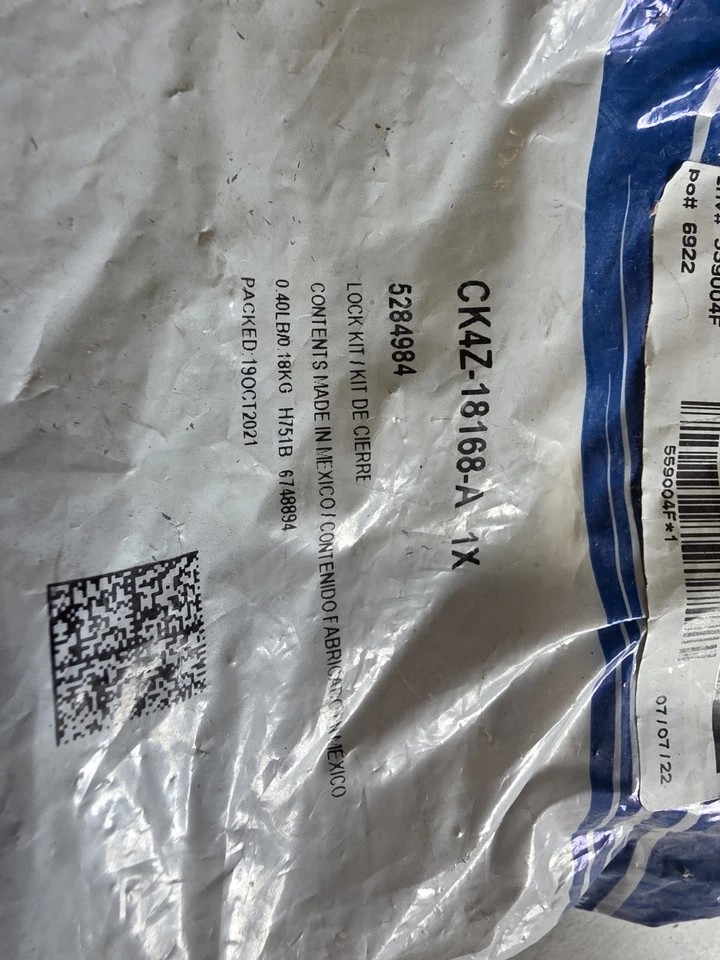 CK4Z-18168-A 1X
5284984
LOCK KIT / KIT DE CIERRE
CONTENTS MADE IN MEXICO / CONTENIDO FABRICADO EN MEXICO
0.40LB/0.18KG H751B 6748894
PACKED:19OCT2021
po# 6922
559004F*1
07/07/22